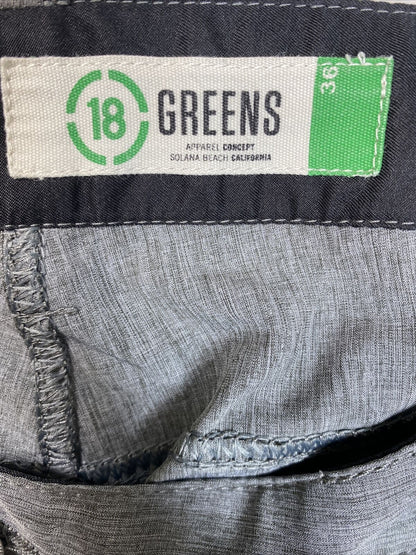 18 GREENS
APPAREL CONCEPT
SOLANA BEACH CALIFORNIA
36